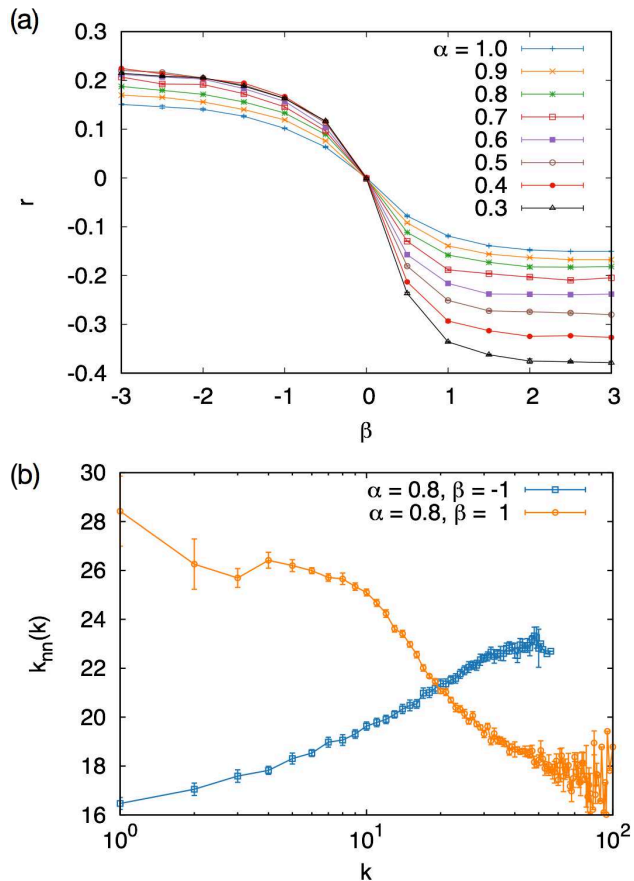 (a)
0.3
0.2
0.1
0
-0.1
-0.2
-0.3
-0.4
r
α = 1.0
0.9
0.8
0.7
0.6
0.5
0.4
0.3
-3 -2 -1 0 1 2 3
β
(b)
30
28
26
24
22
20
18
16
k_nn(k)
α = 0.8, β = -1
α = 0.8, β = 1
10^0 10^1 10^2
k